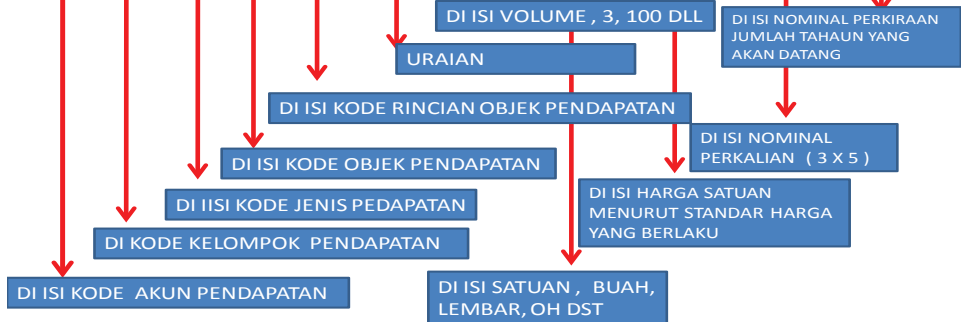 DI ISI VOLUME , 3, 100 DLL
DI ISI NOMINAL PERKIRAAN
JUMLAH TAHAUN YANG
AKAN DATANG
URAIAN
DI ISI KODE RINCIAN OBJEK PENDAPATAN
DI ISI NOMINAL
PERKALIAN ( 3 X 5 )
DI ISI KODE OBJEK PENDAPATAN
DI IISI KODE JENIS PEDAPATAN
DI ISI HARGA SATUAN
MENURUT STANDAR HARGA
YANG BERLAKU
DI KODE KELOMPOK PENDAPATAN
DI ISI KODE AKUN PENDAPATAN
DI ISI SATUAN , BUAH,
LEMBAR, OH DST